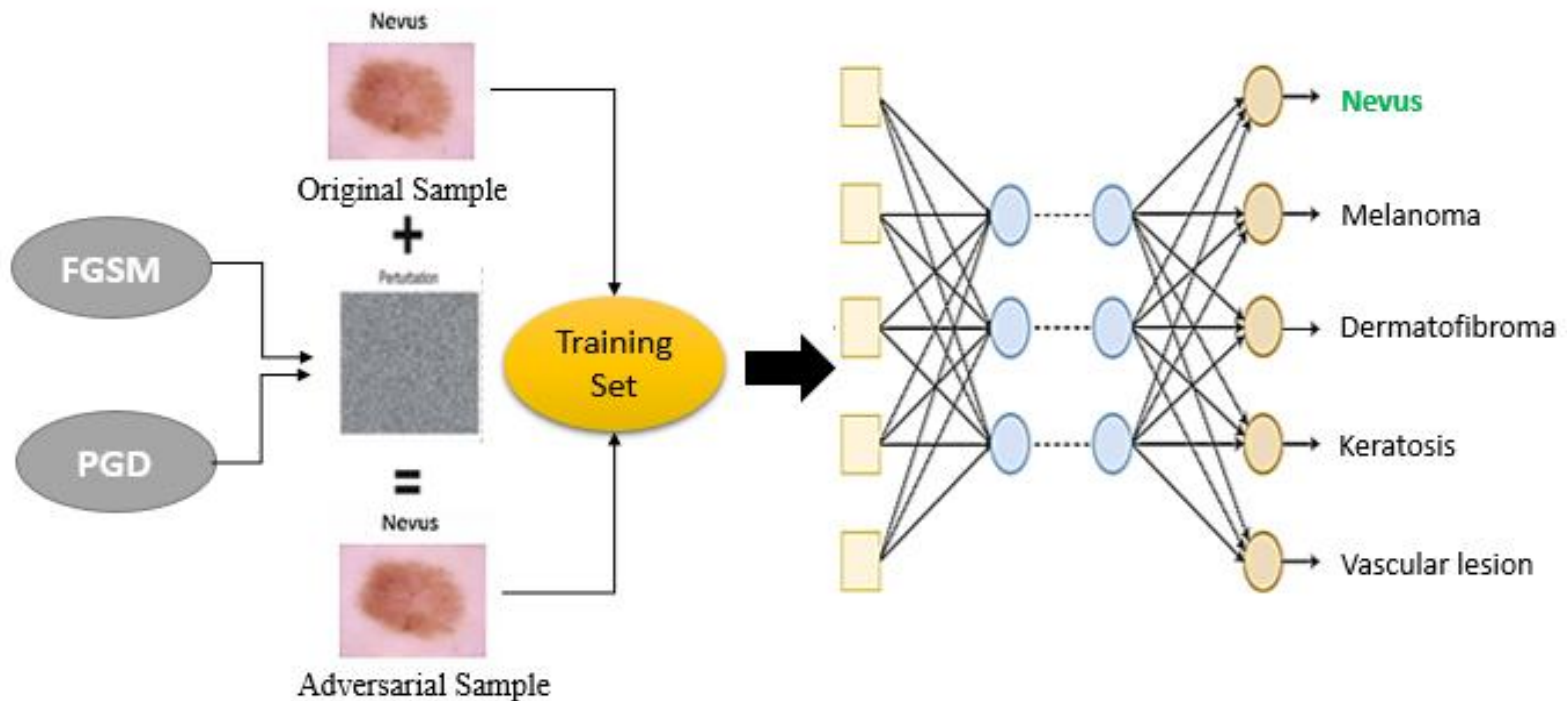 Nevus
Original Sample
+
Perturbation
=
Nevus
Adversarial Sample
FGSM
PGD
Training
Set
Nevus
Melanoma
Dermatofibroma
Keratosis
Vascular lesion